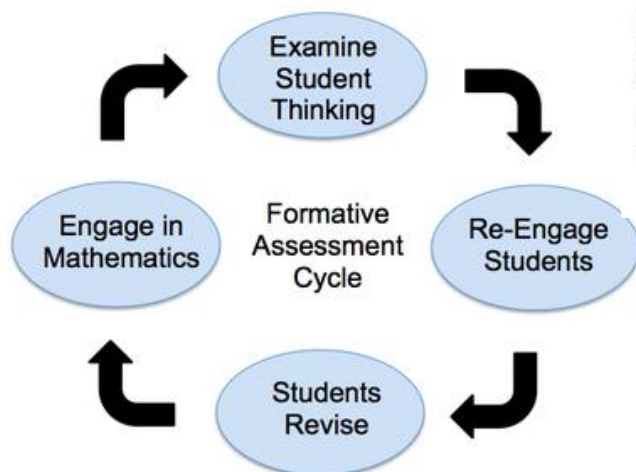 Examine
Student
Thinking
Engage in
Mathematics
Formative
Assessment
Cycle
Re-Engage
Students
Students
Revise